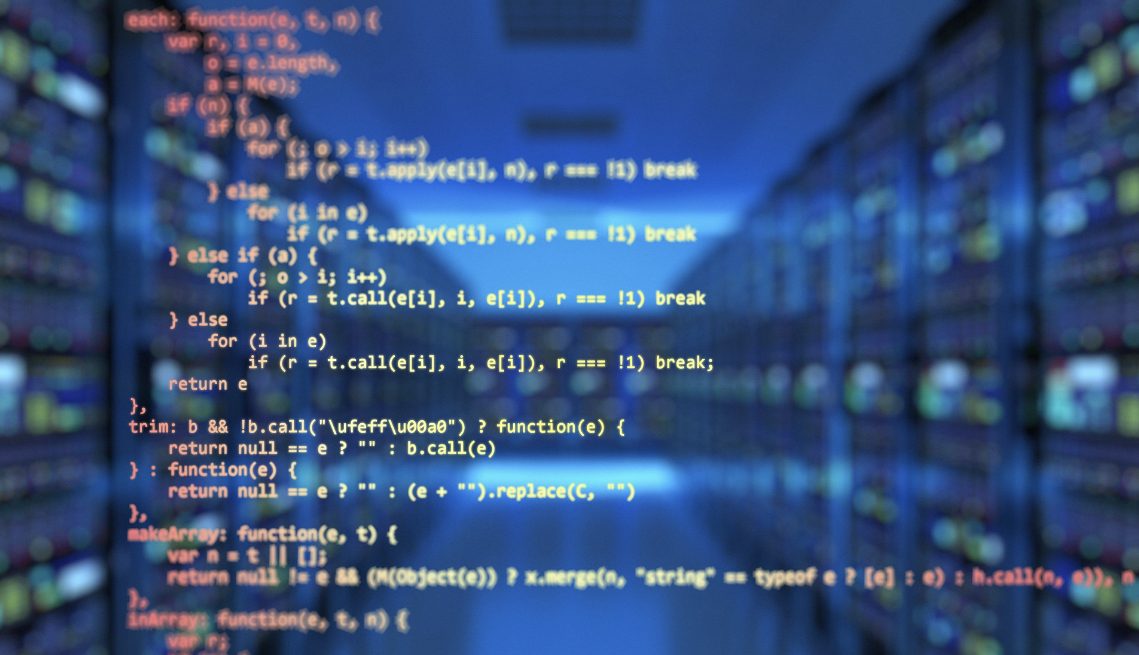 each: function(e, t, n) {
var r, i = 0,
o = e.length,
a = M(e);
if (n) {
if (a) {
for (; o > i; i++)
if (r = t.apply(e[i], n), r === !1) break
} else
for (i in e)
if (r = t.apply(e[i], n), r === !1) break
} else if (a) {
for (; o > i; i++)
if (r = t.call(e[i], i, e[i]), r === !1) break
} else
for (i in e)
if (r = t.call(e[i], i, e[i]), r === !1) break;
return e
},
trim: b && !b.call("\ufeff\u00a0") ? function(e) {
return null == e ? "" : b.call(e)
} : function(e) {
return null == e ? "" : (e + "").replace(C, "")
},
makeArray: function(e, t) {
var n = t || [];
return null != e && (M(Object(e)) ? x.merge(n, "string" == typeof e ? [e] : e) : h.call(n, e)), n
},
inArray: function(e, t, n) {
var r;